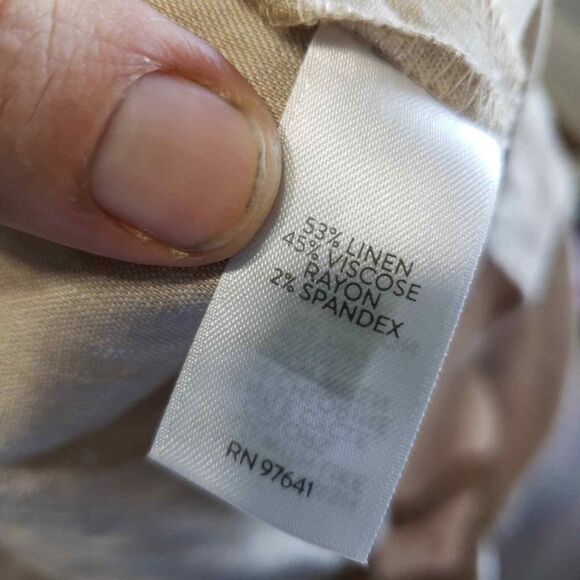 53% LINEN
45% VISCOSE
RAYON
2% SPANDEX
RN 97641